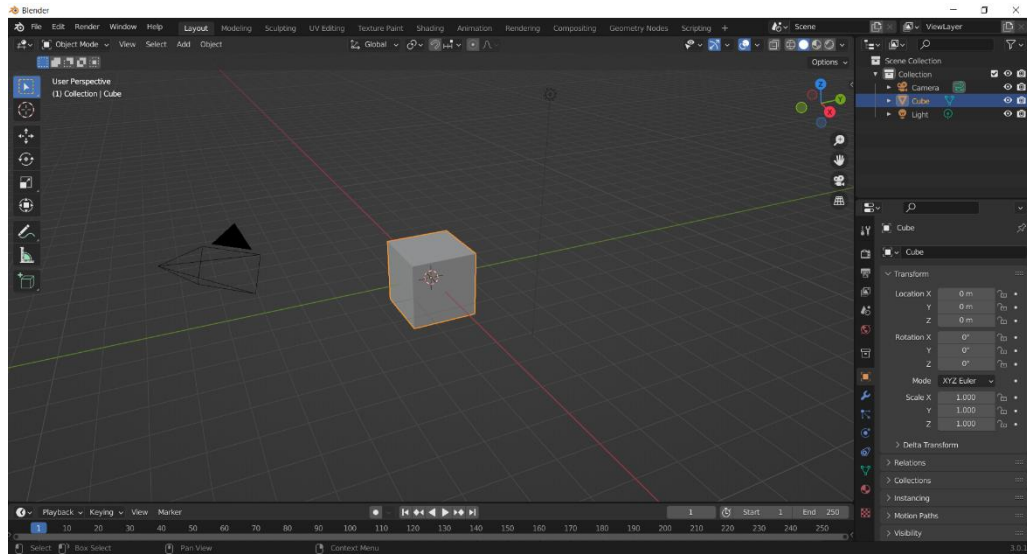 Blender
File Edit Render Window Help Layout Modeling Sculpting UV Editing Texture Paint Shading Animation Rendering Compositing Geometry Nodes Scripting + Scene ViewLayer
Object Mode View Select Add Object Global
Options
User Perspective
(1) Collection | Cube
Z
Y
X
Scene Collection
Collection
Camera
Cube
Light
Cube
Cube
Transform
Location X 0 m
Y 0 m
Z 0 m
Rotation X 0°
Y 0°
Z 0°
Mode XYZ Euler
Scale X 1.000
Y 1.000
Z 1.000
Delta Transform
Relations
Collections
Instancing
Motion Paths
Visibility
Playback Keying View Marker 1 Start 1 End 250
1 10 20 30 40 50 60 70 80 90 100 110 120 130 140 150 160 170 180 190 200 210 220 230 240 250
Select Box Select Pan View Context Menu